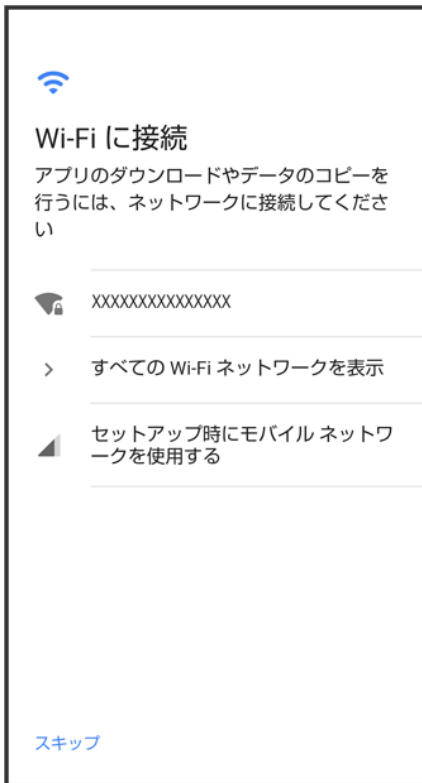 Wi-Fi に接続
アプリのダウンロードやデータのコピーを
行うには、ネットワークに接続してくださ
い
XXXXXXXXXXXXXXX
すべての Wi-Fi ネットワークを表示
セットアップ時にモバイル ネットワ
ークを使用する
スキップ